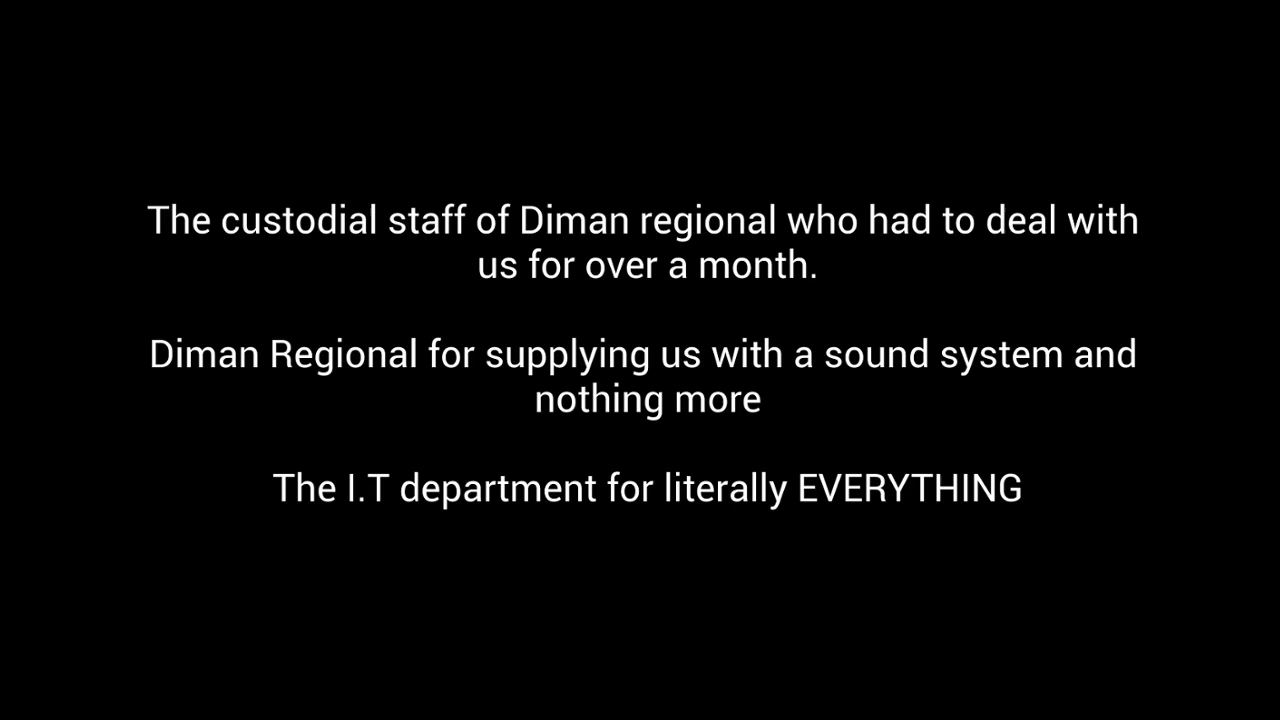 The custodial staff of Diman regional who had to deal with
us for over a month.
Diman Regional for supplying us with a sound system and
nothing more
The I.T department for literally EVERYTHING